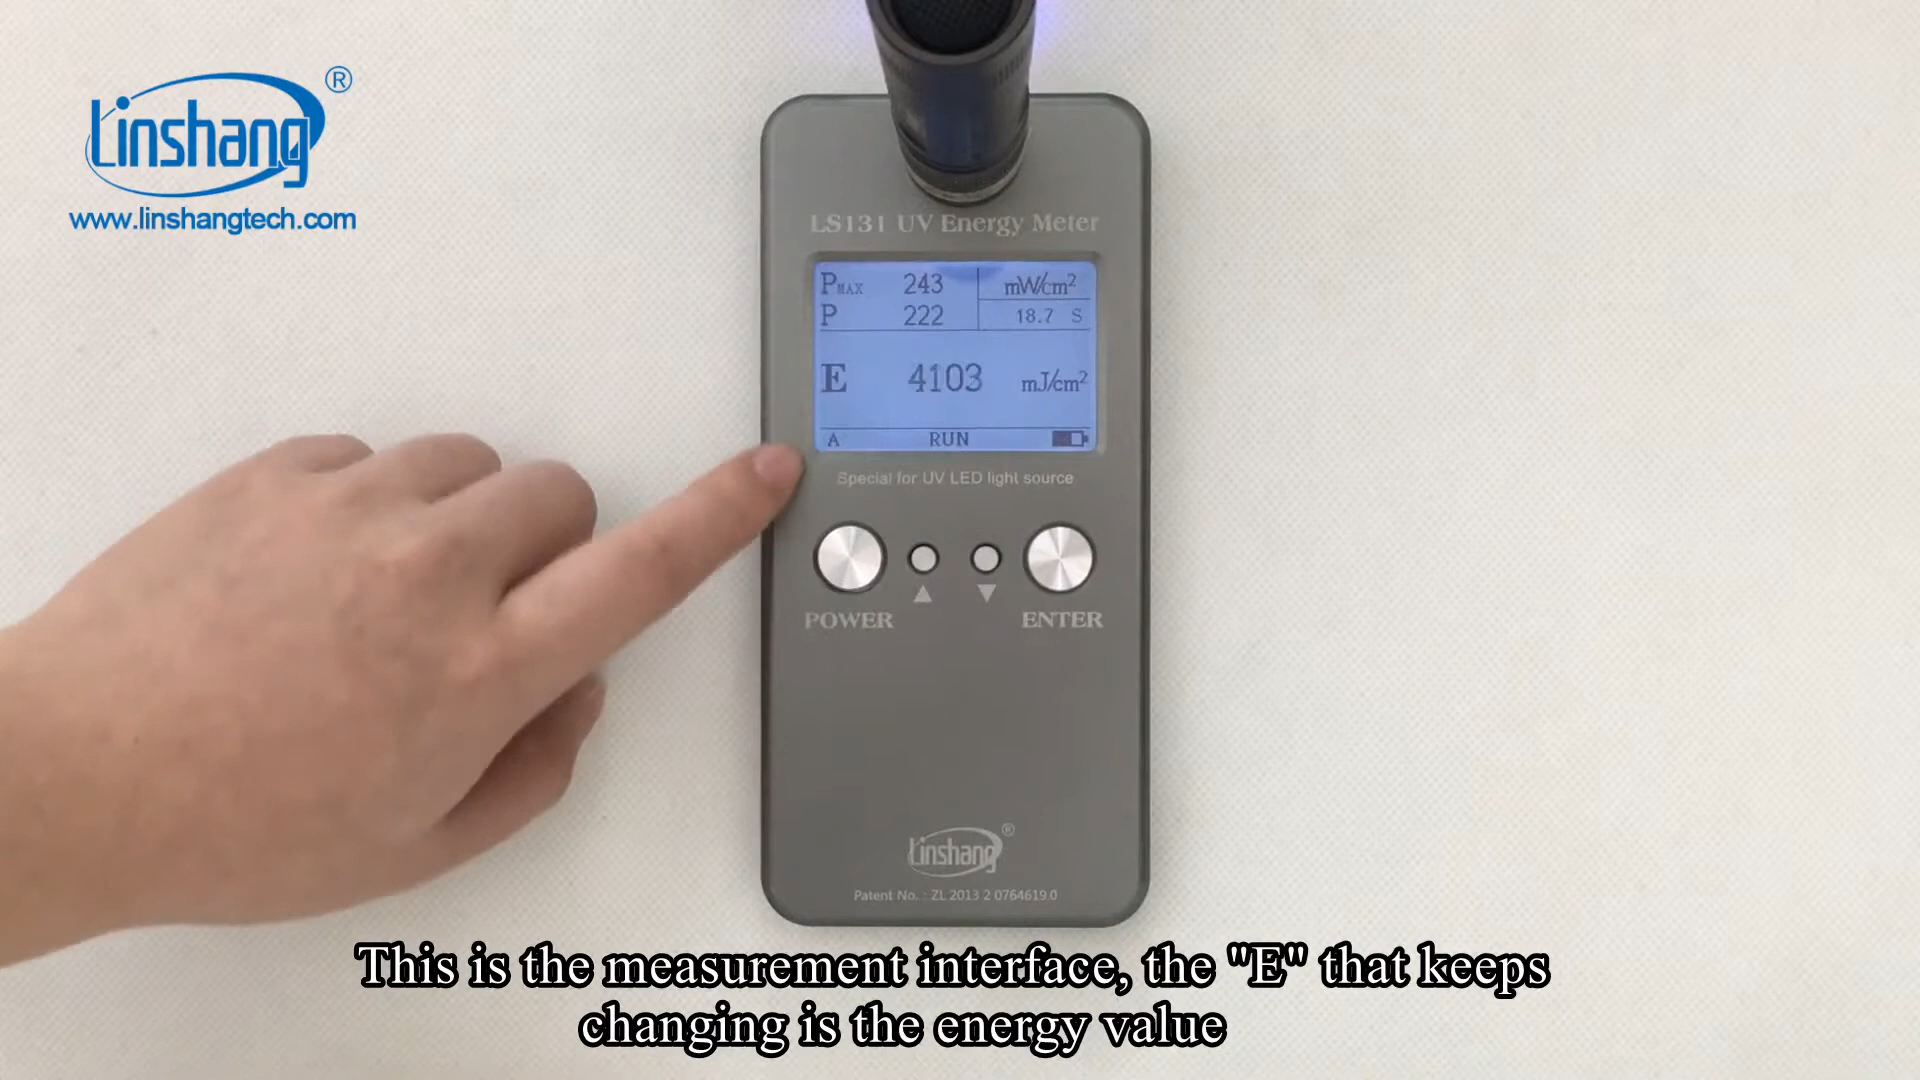 Linshang®
www.linshangtech.com
LS131 UV Energy Meter
PMAX 243 mW/cm²
P 222 18.7 S
E 4103 mJ/cm²
A RUN
Special for UV LED light source
▲ ▼
POWER ENTER
Linshang®
Patent No. : ZL 2013 2 0764619.0
This is the measurement interface, the "E" that keeps
changing is the energy value